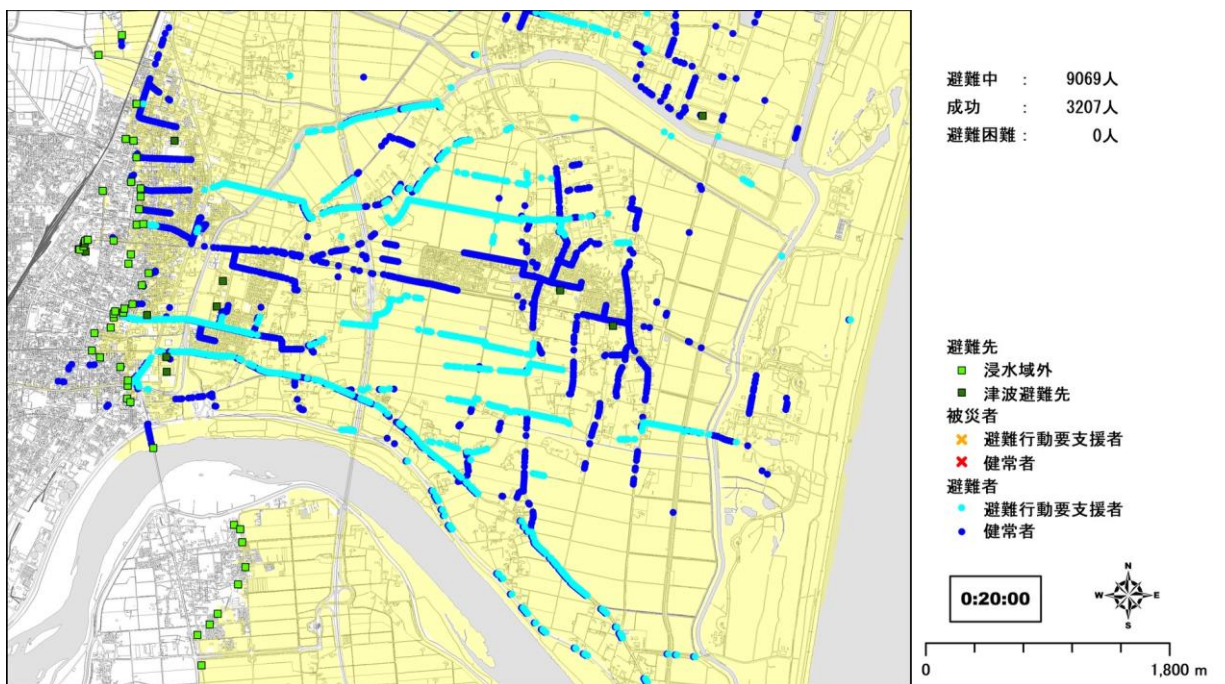 避難中 : 9069人
成功 : 3207人
避難困難 : 0人
避難先
浸水域外
津波避難先
被災者
避難行動要支援者
健常者
避難者
避難行動要支援者
健常者
0:20:00
N
W E
S
0 1,800 m